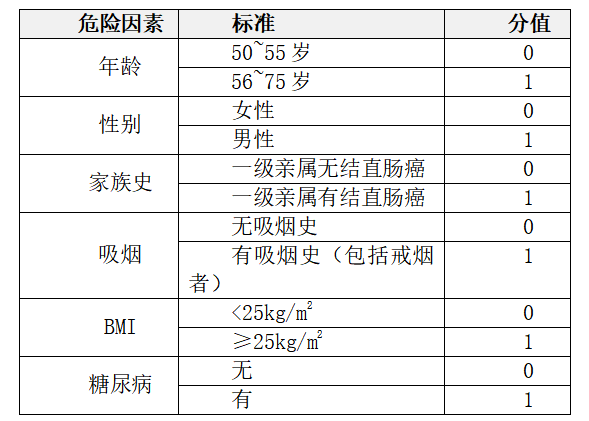 危险因素 标准 分值
年龄 50~55 岁 0
56~75 岁 1
性别 女性 0
男性 1
家族史 一级亲属无结直肠癌 0
一级亲属有结直肠癌 1
吸烟 无吸烟史 0
有吸烟史（包括戒烟 1
者）
BMI <25kg/m² 0
≥25kg/m² 1
糖尿病 无 0
有 1